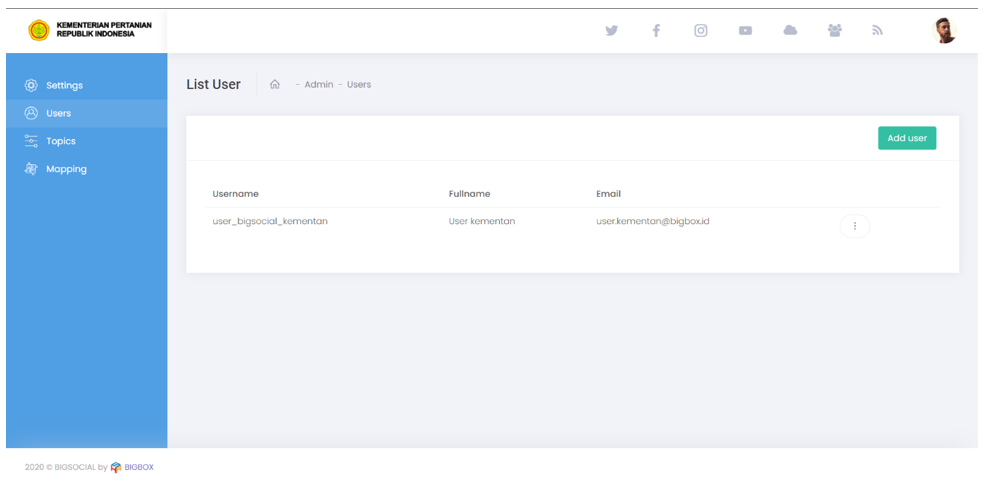 KEMENTERIAN PERTANIAN
REPUBLIK INDONESIA
Settings
Users
Topics
Mapping
List User - Admin - Users
Add user
Username Fullname Email
user_bigsocial_kementan User kementan user.kementan@bigbox.id
2020 © BIGSOCIAL by BIGBOX